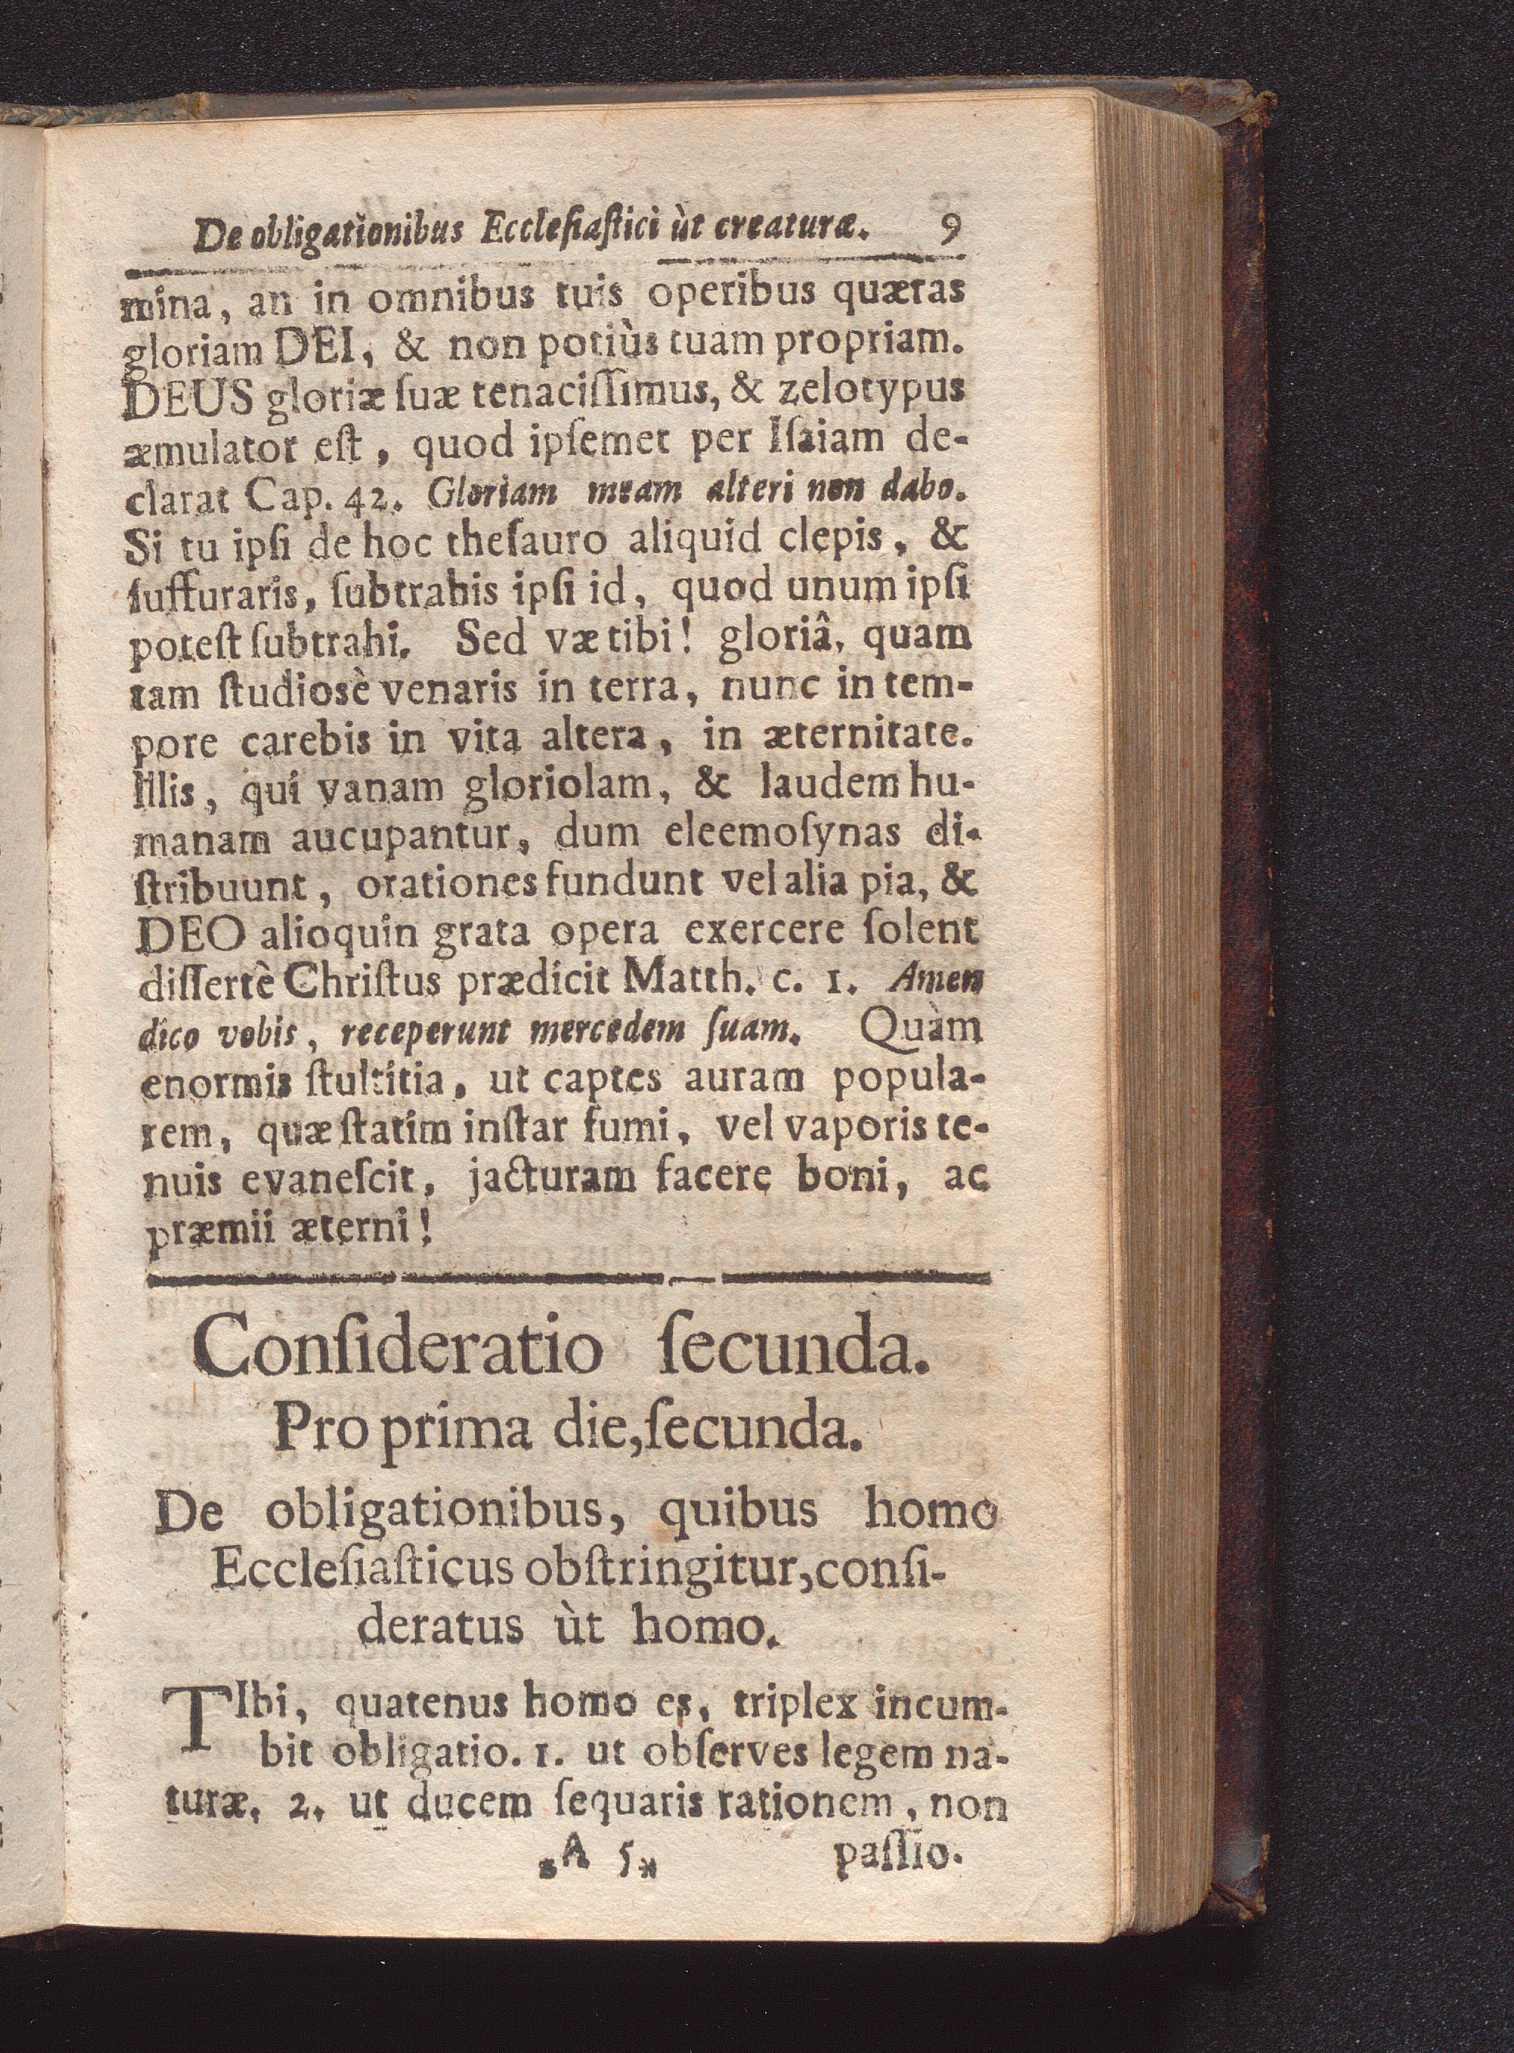 De obligationibus Ecclesiastici ùt creaturæ. 9
mina, an in omnibus tuis operibus quæras
gloriam DEI, & non potiùs tuam propriam.
DEUS gloriæ ſuæ tenaciſſimus, & zelotypus
æmulator eſt, quod ipſemet per Iſaiam de-
clarat Cap. 42. Gloriam meam alteri non dabo.
Si tu ipſi de hoc theſauro aliquid clepis, &
ſuffuraris, ſubtrahis ipſi id, quod unum ipſi
poteſt ſubtrahi. Sed væ tibi! gloriâ, quam
tam ſtudiosè venaris in terra, nunc in tem-
pore carebis in vita altera, in æternitate.
Illis, qui vanam gloriolam, & laudem hu-
manam aucupantur, dum eleemoſynas di-
ſtribuunt, orationes fundunt vel alia pia, &
DEO alioquin grata opera exercere ſolent
diſſertè Chriſtus prædicit Matth. c. 1. Amen
dico vobis, receperunt mercedem ſuam. Quàm
enormis ſtultitia, ut captes auram popula-
rem, quæ ſtatim inſtar fumi, vel vaporis te-
nuis evaneſcit, jacturam facere boni, ac
præmii æterni!
Conſideratio ſecunda.
Pro prima die, ſecunda.
De obligationibus, quibus homo
Eccleſiaſticus obſtringitur, conſi-
deratus ùt homo.
TIbi, quatenus homo es, triplex incum-
bit obligatio. 1. ut obſerves legem na-
turæ. 2. ut ducem ſequaris rationem, non
*A 5* paſſio.